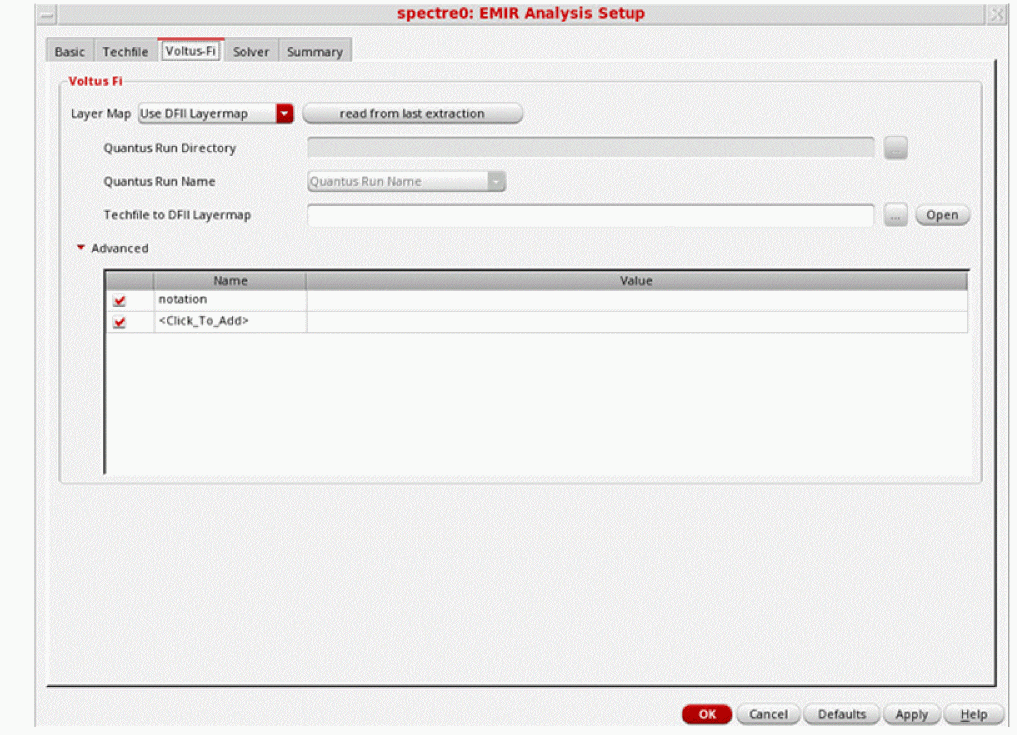 spectre0: EMIR Analysis Setup
Basic Techfile Voltus-Fi Solver Summary
Voltus Fi
Layer Map Use DFII Layermap read from last extraction
Quantus Run Directory ...
Quantus Run Name Quantus Run Name
Techfile to DFII Layermap ... Open
Advanced
Name Value
notation
<Click_To_Add>
OK Cancel Defaults Apply Help